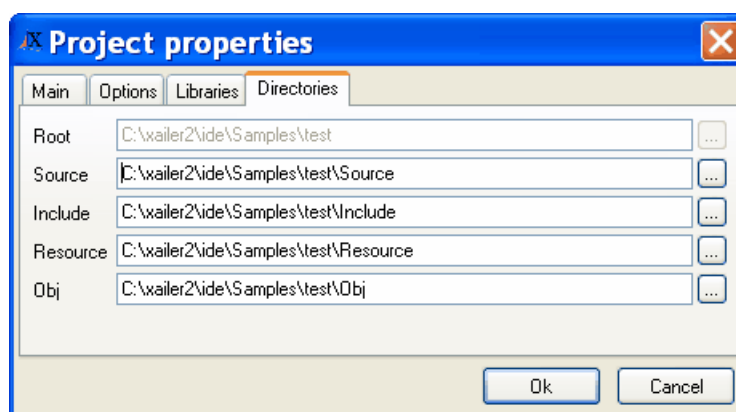 Project properties
Main Options Libraries Directories
Root C:\xailer2\ide\Samples\test ...
Source C:\xailer2\ide\Samples\test\Source ...
Include C:\xailer2\ide\Samples\test\Include ...
Resource C:\xailer2\ide\Samples\test\Resource ...
Obj C:\xailer2\ide\Samples\test\Obj ...
Ok Cancel